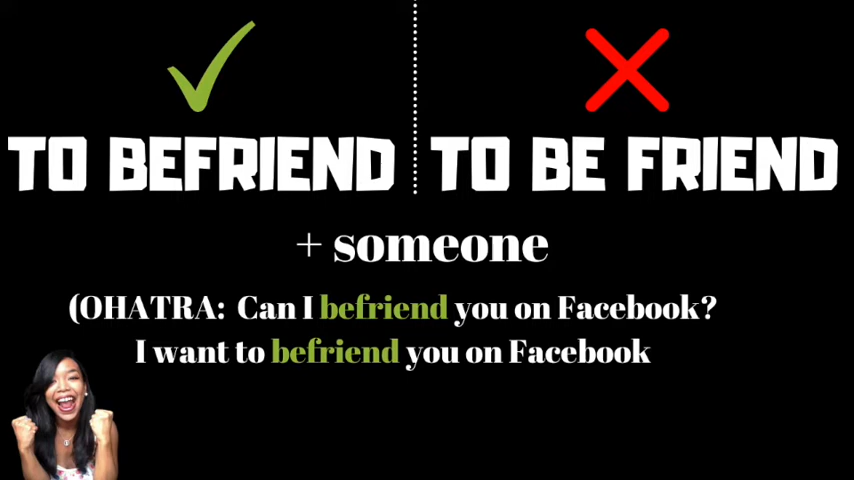 TO BEFRIEND
TO BE FRIEND
+ someone
(OHATRA: Can I befriend you on Facebook?
I want to befriend you on Facebook